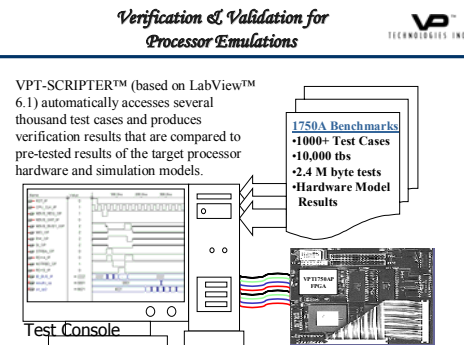 Verification & Validation for
Processor Emulations
VP™
TECHNOLOGIES INC
VPT-SCRIPTER™ (based on LabView™
6.1) automatically accesses several
thousand test cases and produces
verification results that are compared to
pre-tested results of the target processor
hardware and simulation models.
1750A Benchmarks
•1000+ Test Cases
•10,000 tbs
•2.4 M byte tests
•Hardware Model
Results
VPT1750AP
FPGA
Test Console